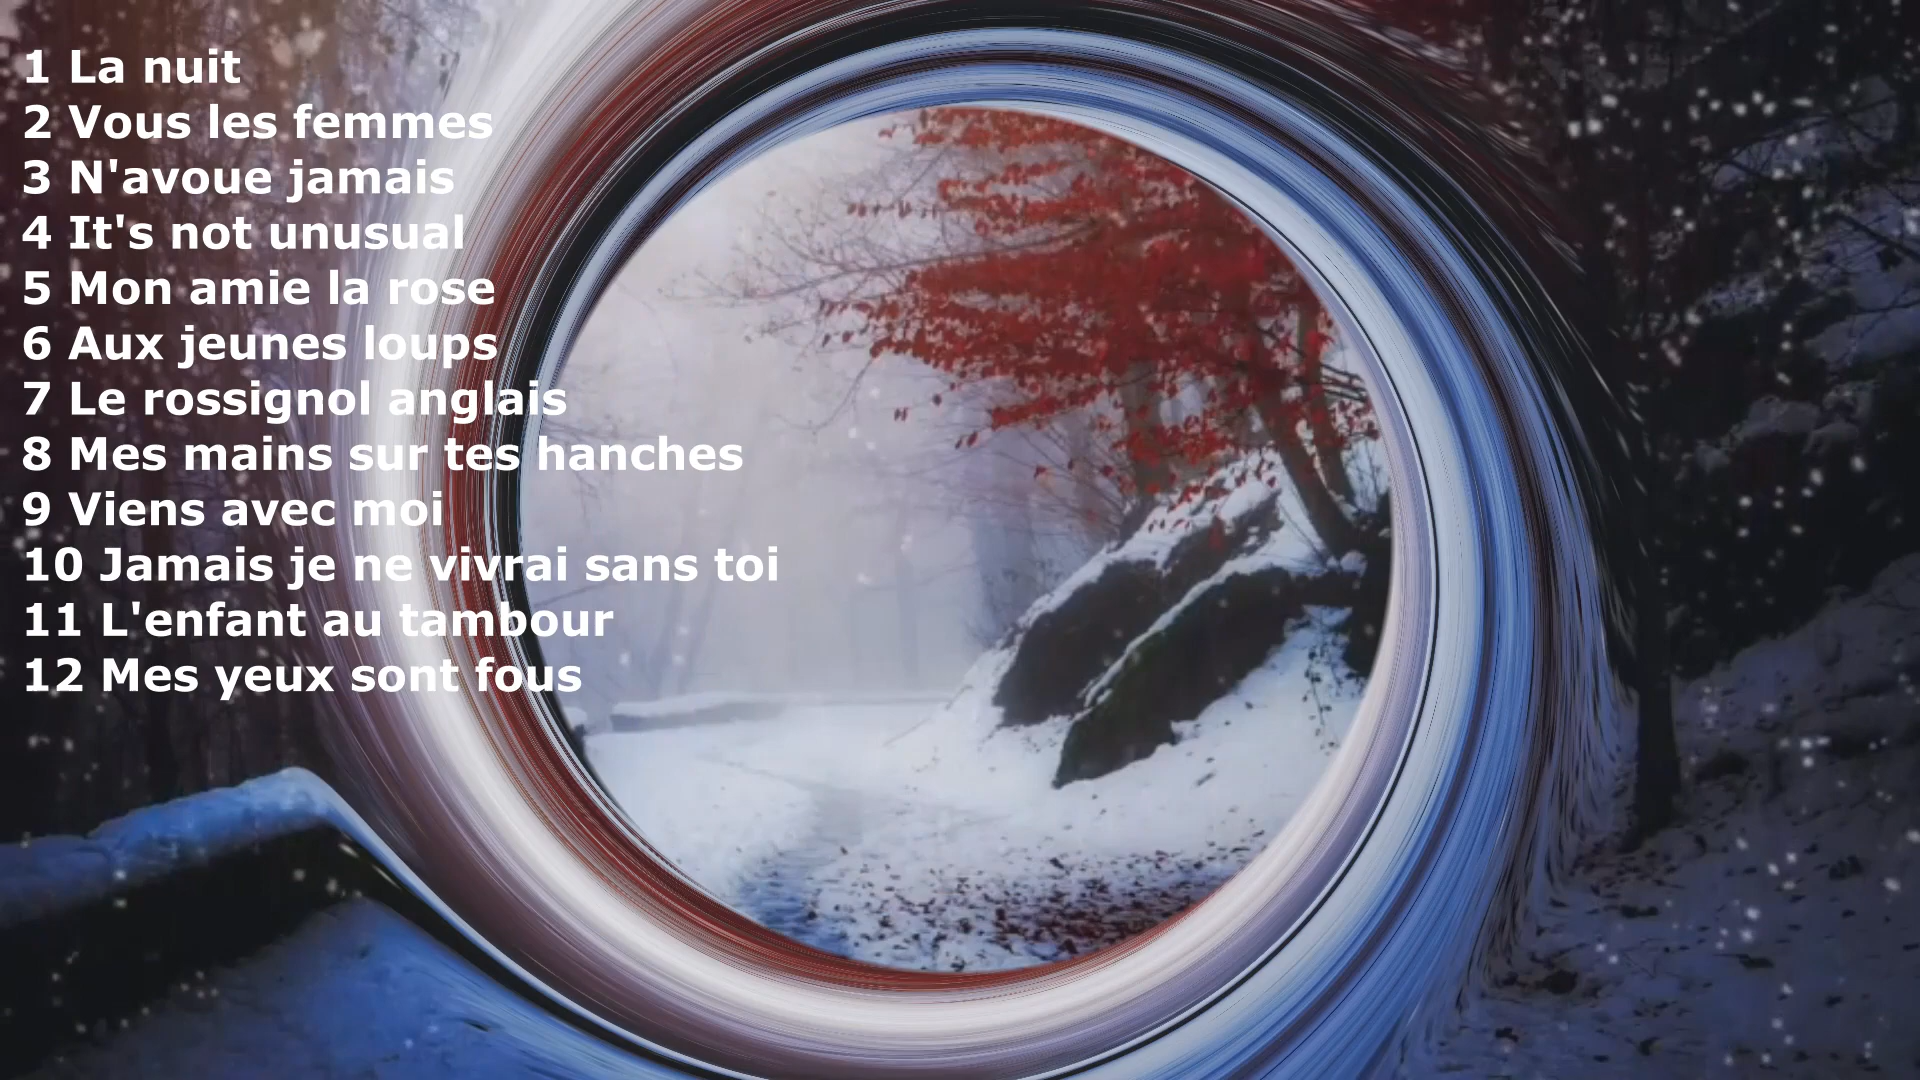 1 La nuit
2 Vous les femmes
3 N'avoue jamais
4 It's not unusual
5 Mon amie la rose
6 Aux jeunes loups
7 Le rossignol anglais
8 Mes mains sur tes hanches
9 Viens avec moi
10 Jamais je ne vivrai sans toi
11 L'enfant au tambour
12 Mes yeux sont fous